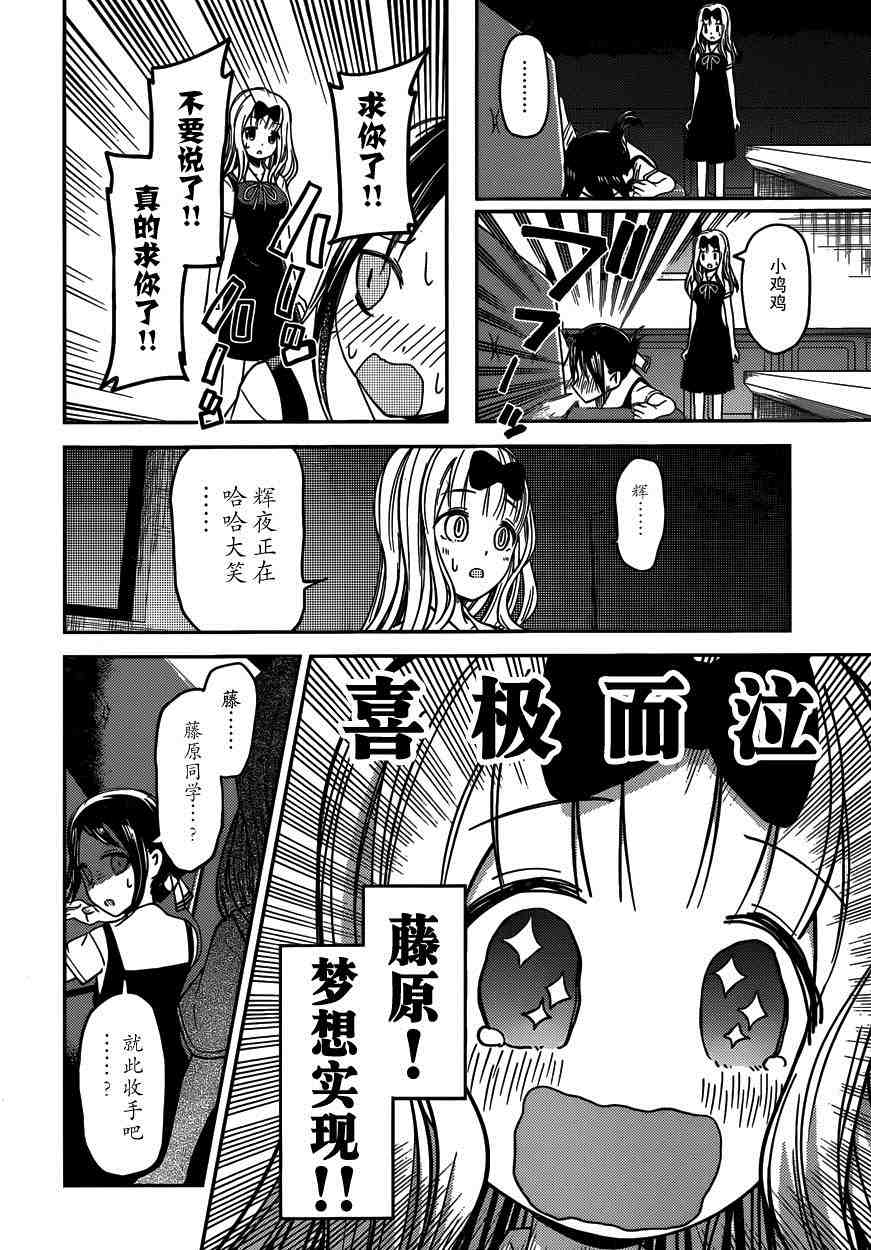 ………
小鸡鸡
求你了!!
不要说了!!
真的求你了!!
辉……
辉夜正在
哈哈大笑
……
喜极而泣
藤原!
梦想实现!!
藤……
藤原同学……?
就此收手吧
……?